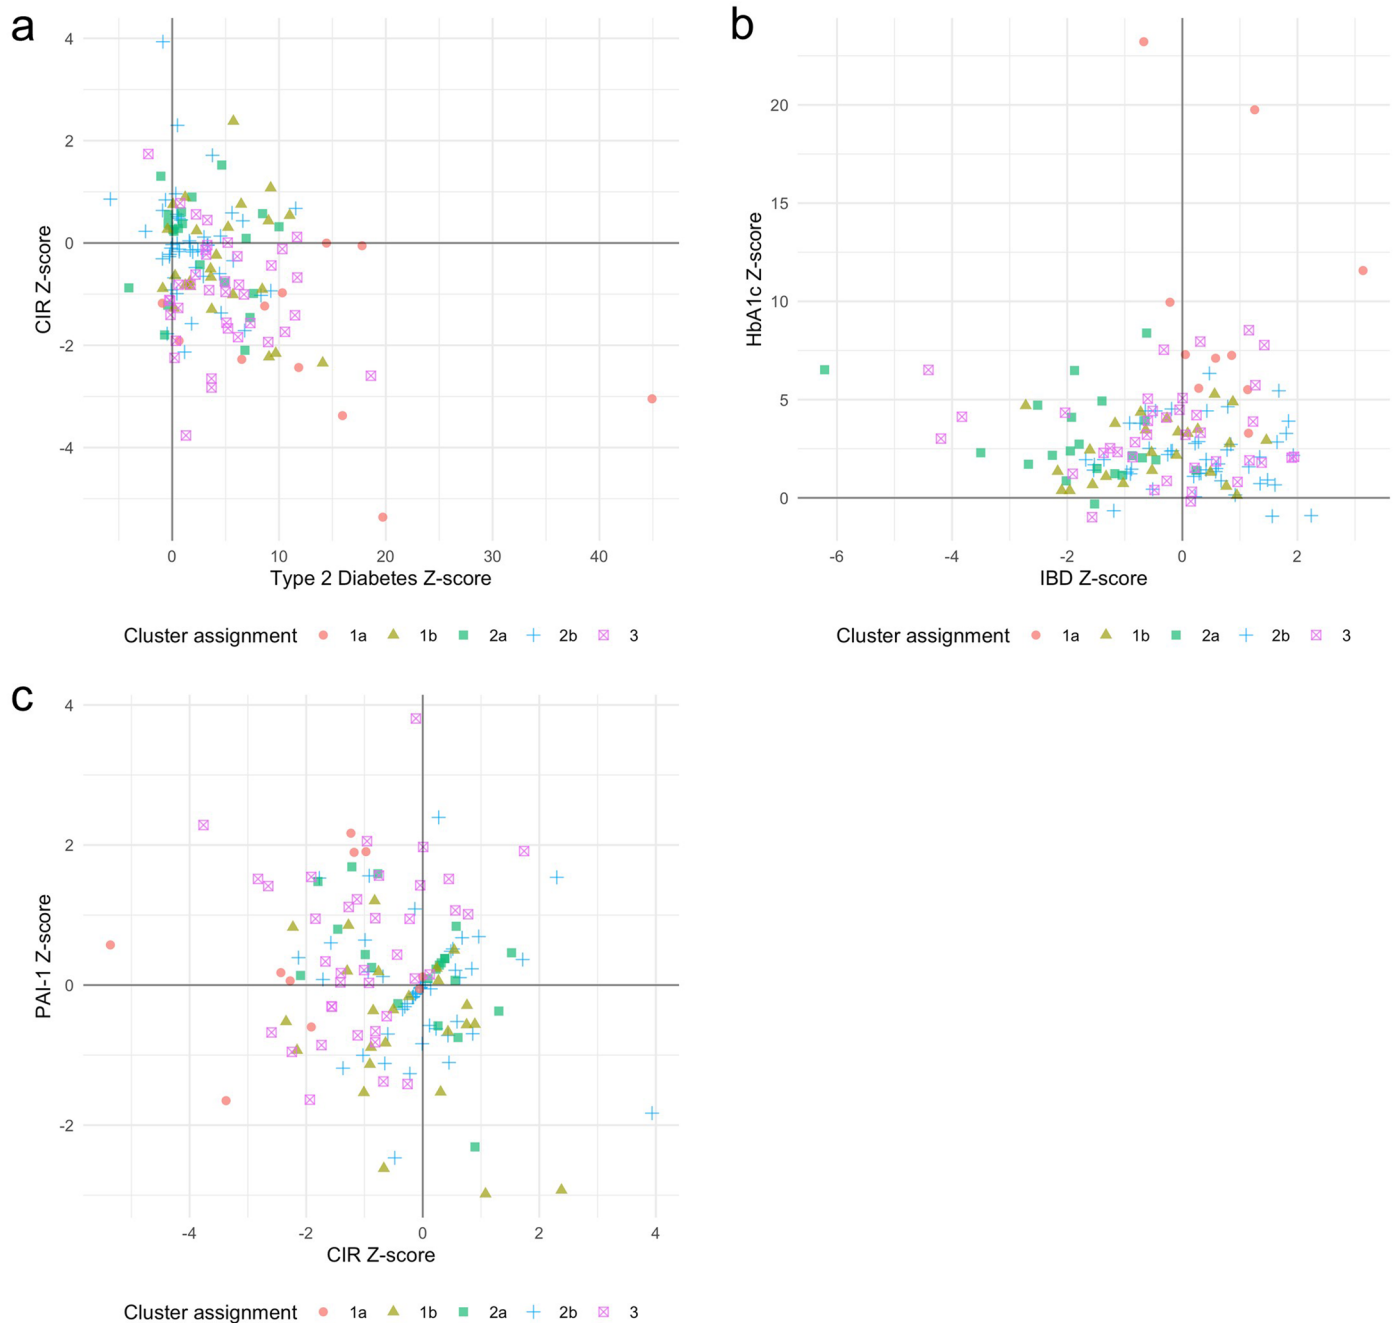 a
CIR Z-score
4
2
0
-2
-4
0 10 20 30 40
Type 2 Diabetes Z-score
Cluster assignment 1a 1b 2a 2b 3
b
HbA1c Z-score
20
15
10
5
0
-6 -4 -2 0 2
IBD Z-score
Cluster assignment 1a 1b 2a 2b 3
c
PAI-1 Z-score
4
2
0
-2
-4 -2 0 2 4
CIR Z-score
Cluster assignment 1a 1b 2a 2b 3